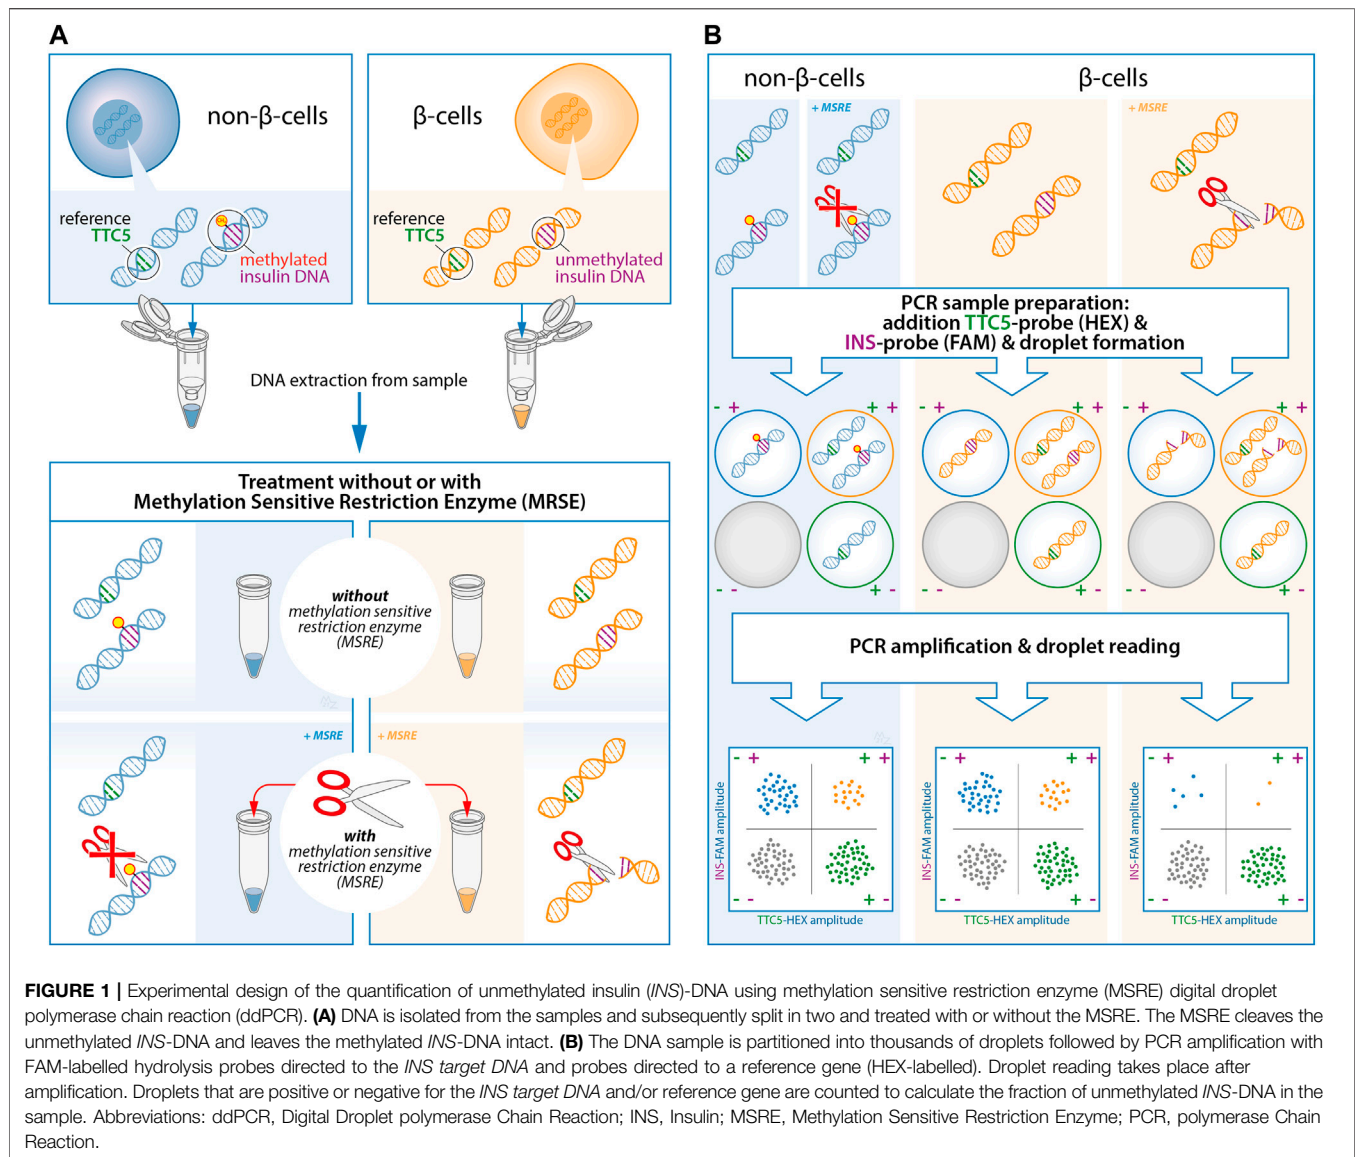 A
non-β-cells
β-cells
reference
TTC5
methylated
insulin DNA
reference
TTC5
unmethylated
insulin DNA
DNA extraction from sample
Treatment without or with
Methylation Sensitive Restriction Enzyme (MRSE)
without
methylation sensitive
restriction enzyme
(MSRE)
+ MSRE
+ MSRE
with
methylation sensitive
restriction enzyme
(MSRE)
B
non-β-cells
β-cells
+ MSRE
+ MSRE
PCR sample preparation:
addition TTC5-probe (HEX) &
INS-probe (FAM) & droplet formation
- +
+ +
- +
+ +
- +
+ +
- -
+ -
- -
+ -
- -
+ -
PCR amplification & droplet reading
- +
+ +
- +
+ +
- +
+ +
INS-FAM amplitude
INS-FAM amplitude
INS-FAM amplitude
- -
+ -
- -
+ -
- -
+ -
TTC5-HEX amplitude
TTC5-HEX amplitude
TTC5-HEX amplitude
FIGURE 1 | Experimental design of the quantification of unmethylated insulin (INS)-DNA using methylation sensitive restriction enzyme (MSRE) digital droplet
polymerase chain reaction (ddPCR). (A) DNA is isolated from the samples and subsequently split in two and treated with or without the MSRE. The MSRE cleaves the
unmethylated INS-DNA and leaves the methylated INS-DNA intact. (B) The DNA sample is partitioned into thousands of droplets followed by PCR amplification with
FAM-labelled hydrolysis probes directed to the INS target DNA and probes directed to a reference gene (HEX-labelled). Droplet reading takes place after
amplification. Droplets that are positive or negative for the INS target DNA and/or reference gene are counted to calculate the fraction of unmethylated INS-DNA in the
sample. Abbreviations: ddPCR, Digital Droplet polymerase Chain Reaction; INS, Insulin; MSRE, Methylation Sensitive Restriction Enzyme; PCR, polymerase Chain
Reaction.